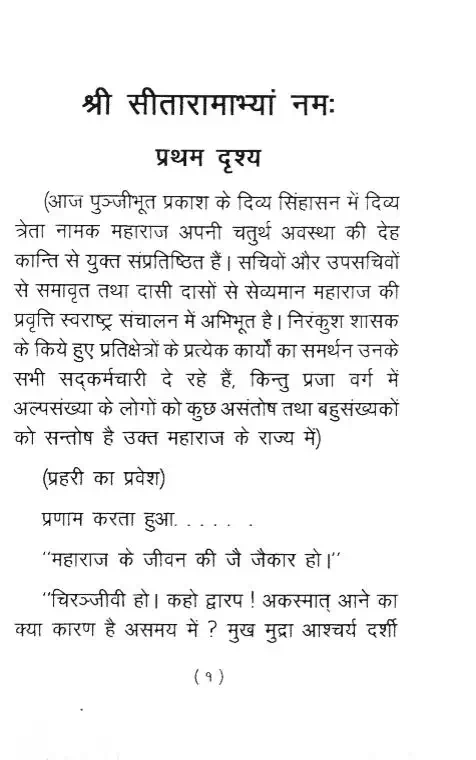 श्री सीतारामाभ्यां नमः
प्रथम दृश्य
(आज पुञ्जीभूत प्रकाश के दिव्य सिंहासन में दिव्य
त्रेता नामक महाराज अपनी चतुर्थ अवस्था की देह
कान्ति से युक्त संप्रतिष्ठित हैं। सचिवों और उपसचिवों
से समावृत तथा दासी दासों से सेव्यमान महाराज की
प्रवृत्ति स्वराष्ट्र संचालन में अभिभूत है। निरंकुश शासक
के किये हुए प्रतिक्षेत्रों के प्रत्येक कार्यों का समर्थन उनके
सभी सद्कर्मचारी दे रहे हैं, किन्तु प्रजा वर्ग में
अल्पसंख्या के लोगों को कुछ असंतोष तथा बहुसंख्यकों
को सन्तोष है उक्त महाराज के राज्य में)
(प्रहरी का प्रवेश)
प्रणाम करता हुआ. . . . . .
"महाराज के जीवन की जै जैकार हो।"
"चिरञ्जीवी हो। कहो द्वारप ! अकस्मात् आने का
क्या कारण है असमय में ? मुख मुद्रा आश्चर्य दर्शी
(१)